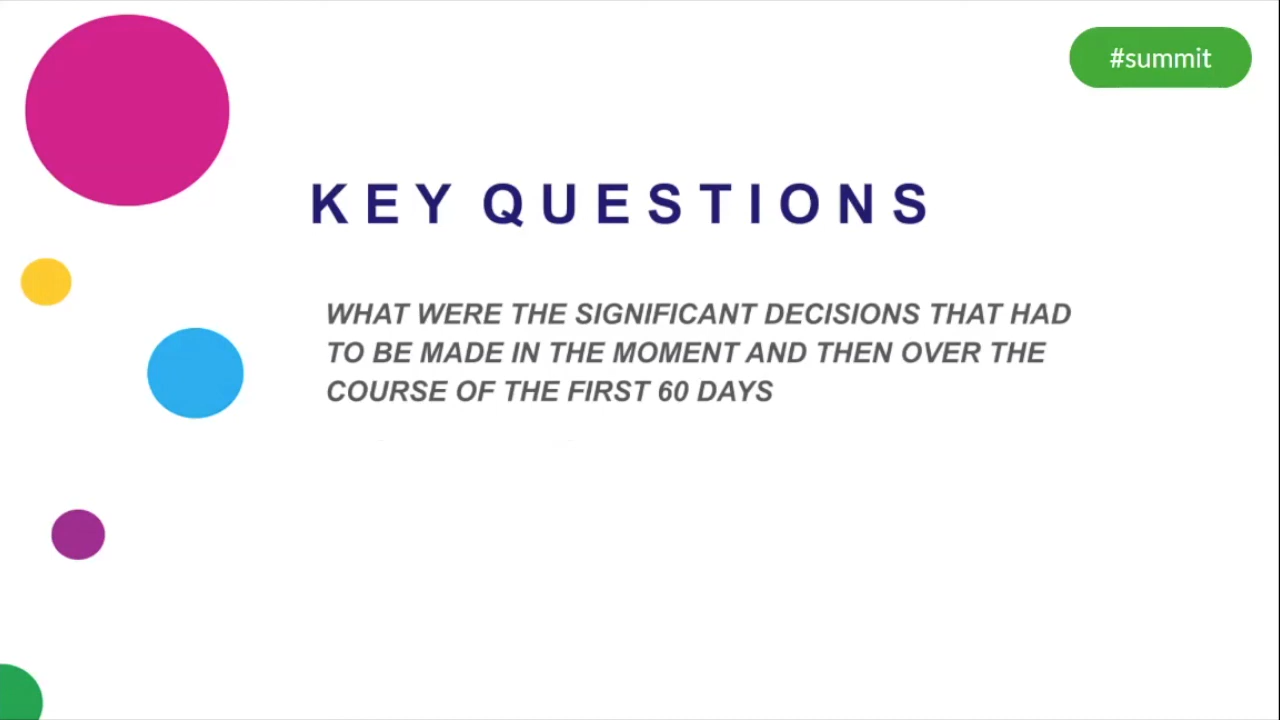 #summit
KEY QUESTIONS
WHAT WERE THE SIGNIFICANT DECISIONS THAT HAD
TO BE MADE IN THE MOMENT AND THEN OVER THE
COURSE OF THE FIRST 60 DAYS